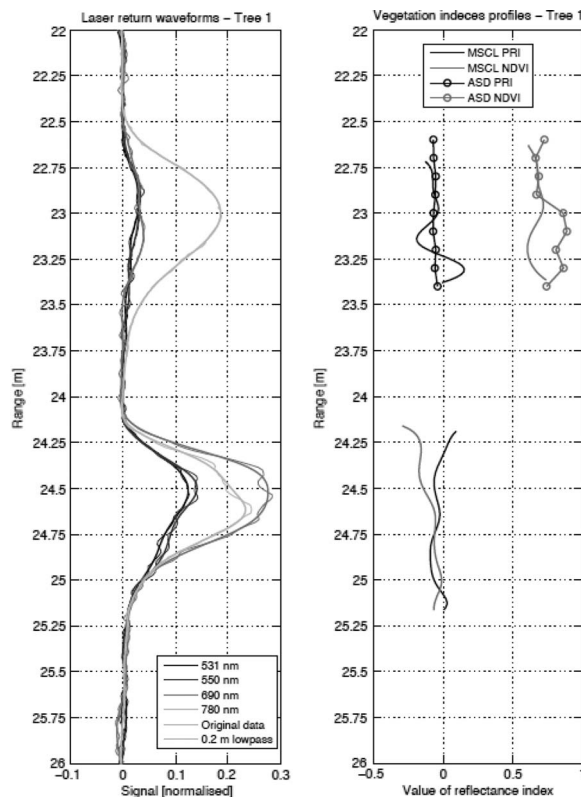 Laser return waveforms – Tree 1
22
22.25
22.5
22.75
23
23.25
23.5
23.75
24
24.25
24.5
24.75
25
25.25
25.5
25.75
26
Range [m]
531 nm
550 nm
690 nm
780 nm
Original data
0.2 m lowpass
−0.1
0
0.1
0.2
0.3
Signal [normalised]
Vegetation indeces profiles – Tree 1
MSCL PRI
MSCL NDVI
ASD PRI
ASD NDVI
22
22.25
22.5
22.75
23
23.25
23.5
23.75
24
24.25
24.5
24.75
25
25.25
25.5
25.75
26
Range [m]
−0.5
0
0.5
1
Value of reflectance index